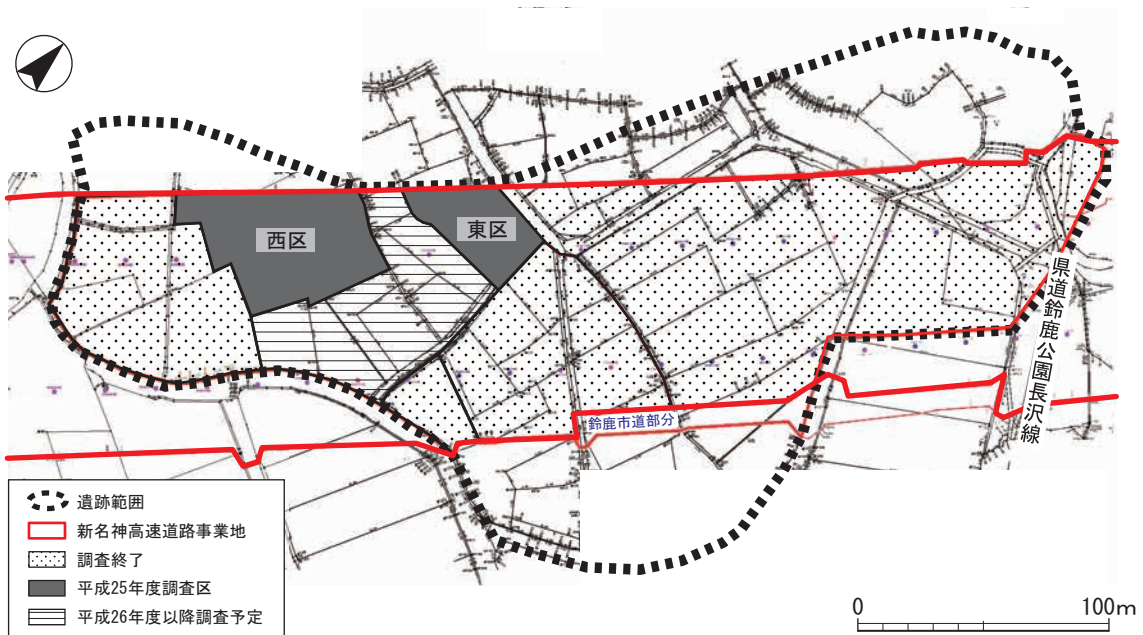 西区
東区
県道鈴鹿公園長沢線
鈴鹿市道部分
遺跡範囲
新名神高速道路事業地
調査終了
平成25年度調査区
平成26年度以降調査予定
0
100m